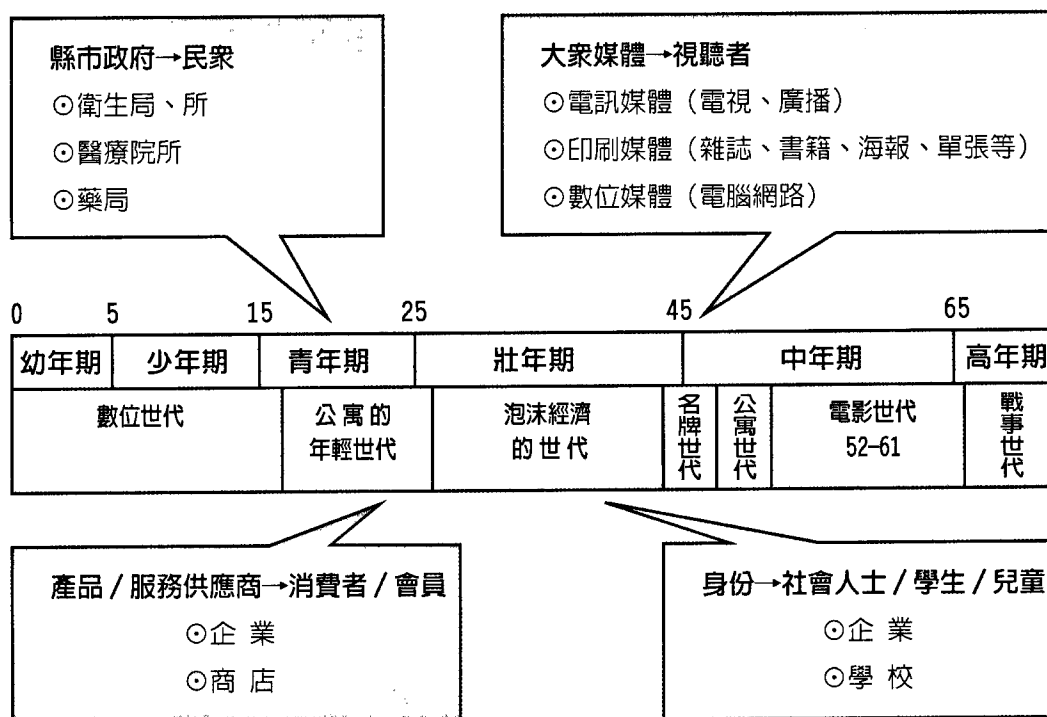 縣市政府→民衆
⊙衛生局、所
⊙醫療院所
⊙藥局
大衆媒體→視聽者
⊙電訊媒體（電視、廣播）
⊙印刷媒體（雜誌、書籍、海報、單張等）
⊙數位媒體（電腦網路）
0 5 15 25 45 65
幼年期 少年期 青年期 壯年期 中年期 高年期
數位世代
公寓的
年輕世代
泡沫經濟
的世代
名牌世代
公寓世代
電影世代
52-61
戰事世代
產品/服務供應商→消費者/會員
⊙企業
⊙商店
身份→社會人士/學生/兒童
⊙企業
⊙學校